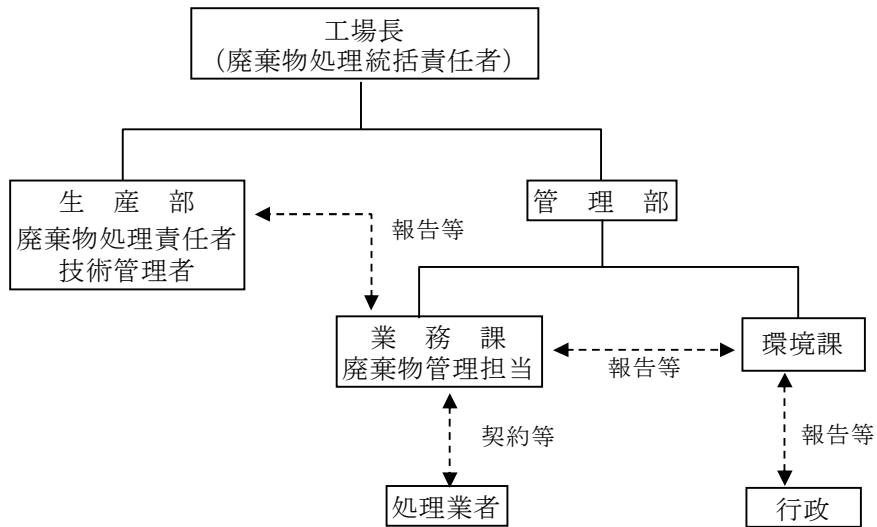 工場長
（廃棄物処理統括責任者）
生　産　部
廃棄物処理責任者
技術管理者
管　理　部
報告等
業　務　課
廃棄物管理担当
報告等
環境課
契約等
報告等
処理業者
行政